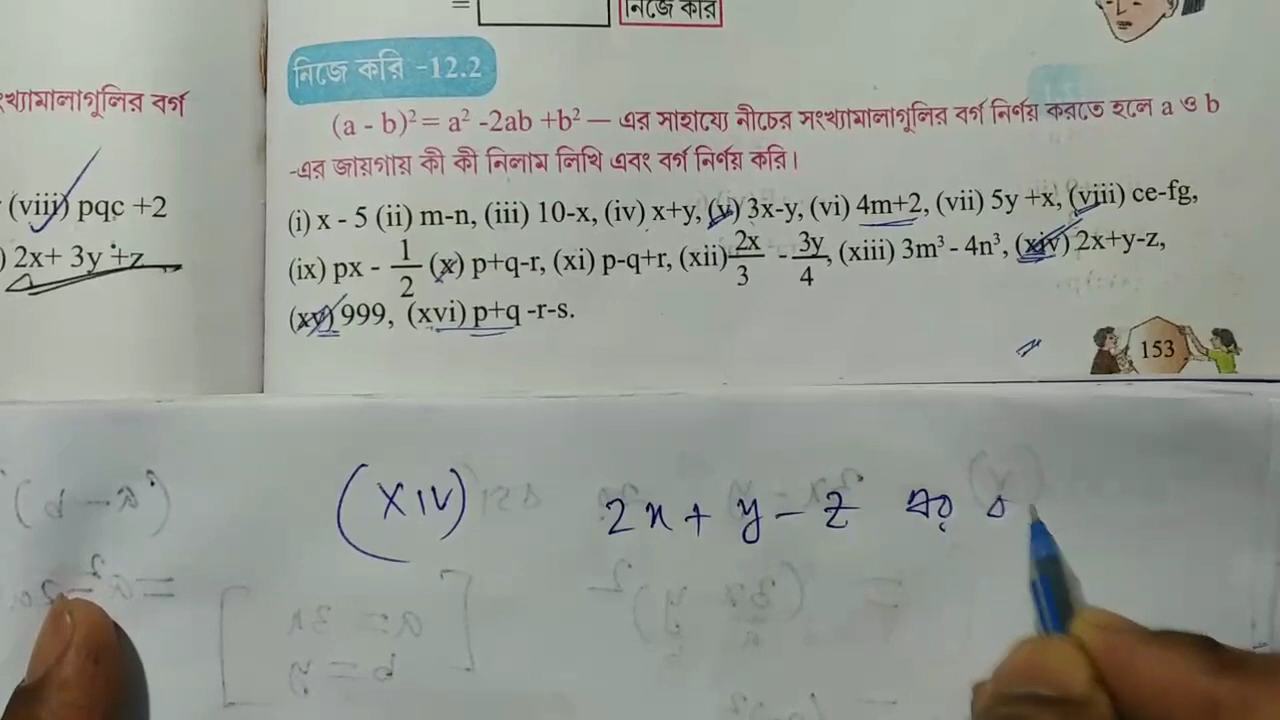 = নিজে করি
নিজে করি -12.2
ংখ্যামালাগুলির বর্গ
(viii) pqc +2
) 2x+ 3y +z
(a - b)² = a² -2ab +b² — এর সাহায্যে নীচের সংখ্যামালাগুলির বর্গ নির্ণয় করতে হলে a ও b
-এর জায়গায় কী কী নিলাম লিখি এবং বর্গ নির্ণয় করি।
(i) x - 5 (ii) m-n, (iii) 10-x, (iv) x+y, (v) 3x-y, (vi) 4m+2, (vii) 5y +x, (viii) ce-fg,
(ix) px - 1/2 (x) p+q-r, (xi) p-q+r, (xii) 2x/3 - 3y/4, (xiii) 3m³ - 4n³, (xiv) 2x+y-z,
(xv) 999, (xvi) p+q -r-s.
153
(XIV) 2x + y - z এর